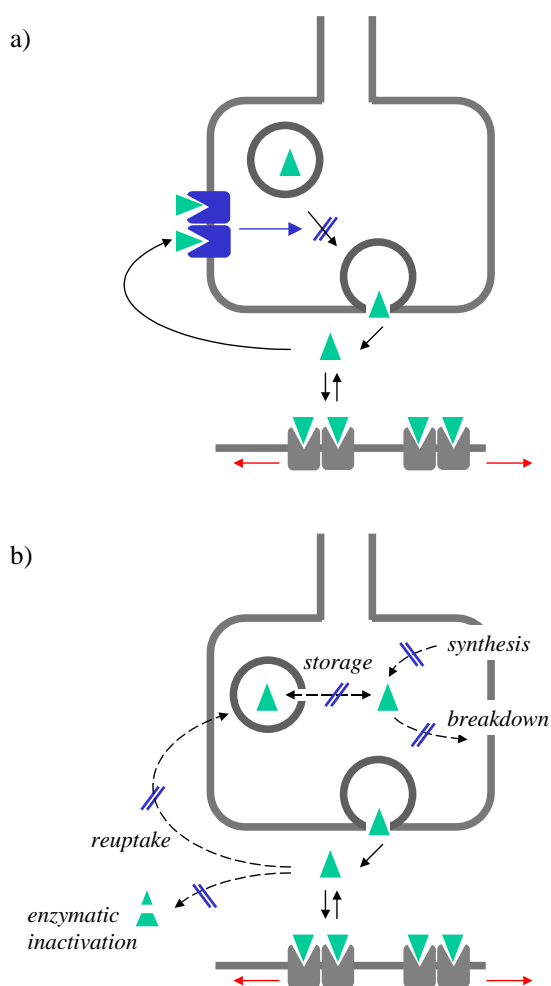 a)
b)
synthesis
storage
breakdown
reuptake
enzymatic
inactivation